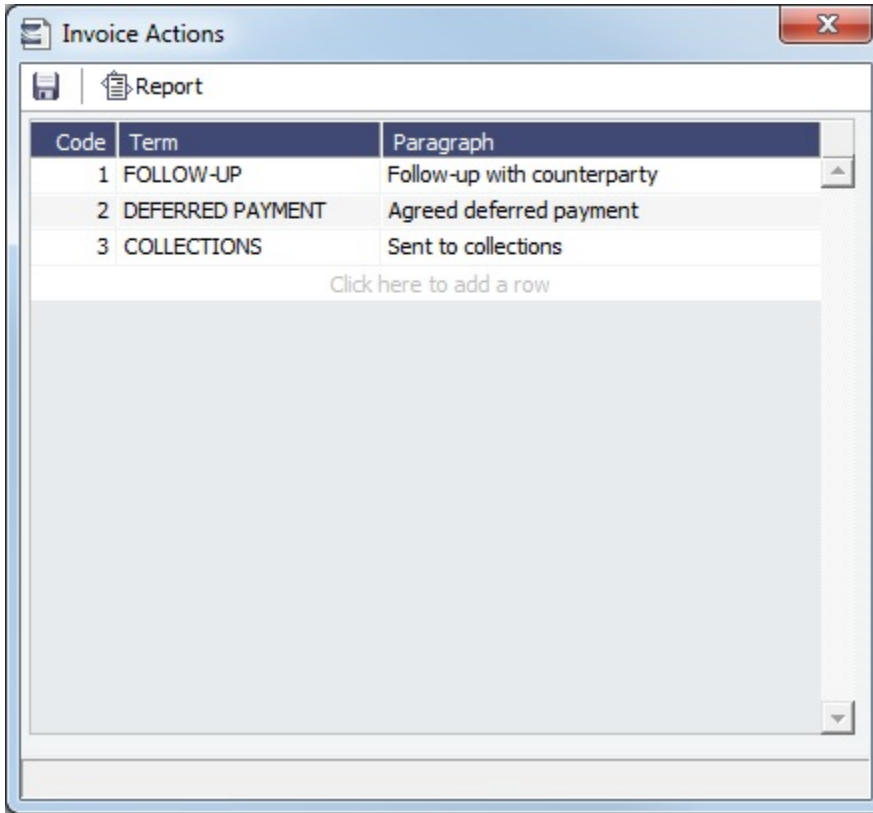 Invoice Actions
Report
Code Term Paragraph
1 FOLLOW-UP Follow-up with counterparty
2 DEFERRED PAYMENT Agreed deferred payment
3 COLLECTIONS Sent to collections
Click here to add a row